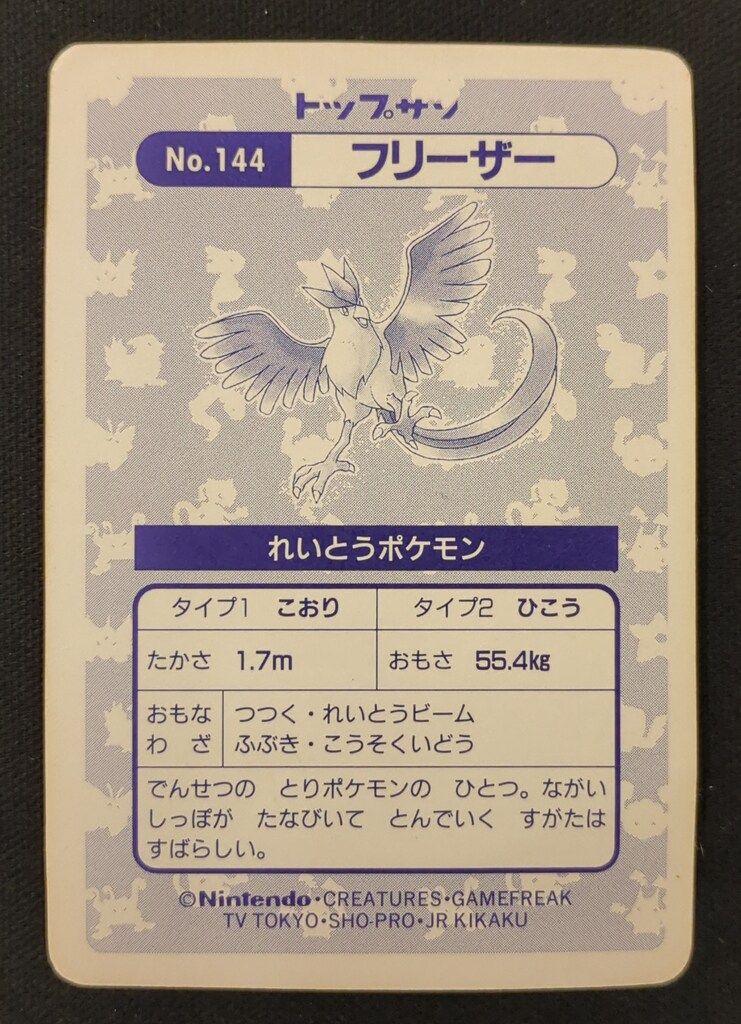 トップサン
No.144 フリーザー
れいとうポケモン
タイプ1 こおり タイプ2 ひこう
たかさ 1.7m おもさ 55.4kg
おもな つつく・れいとうビーム
わ ざ ふぶき・こうそくいどう
でんせつの とりポケモンの ひとつ。ながい
しっぽが たなびいて とんでいく すがたは
すばらしい。
©Nintendo・CREATURES・GAMEFREAK
TV TOKYO・SHO-PRO・JR KIKAKU